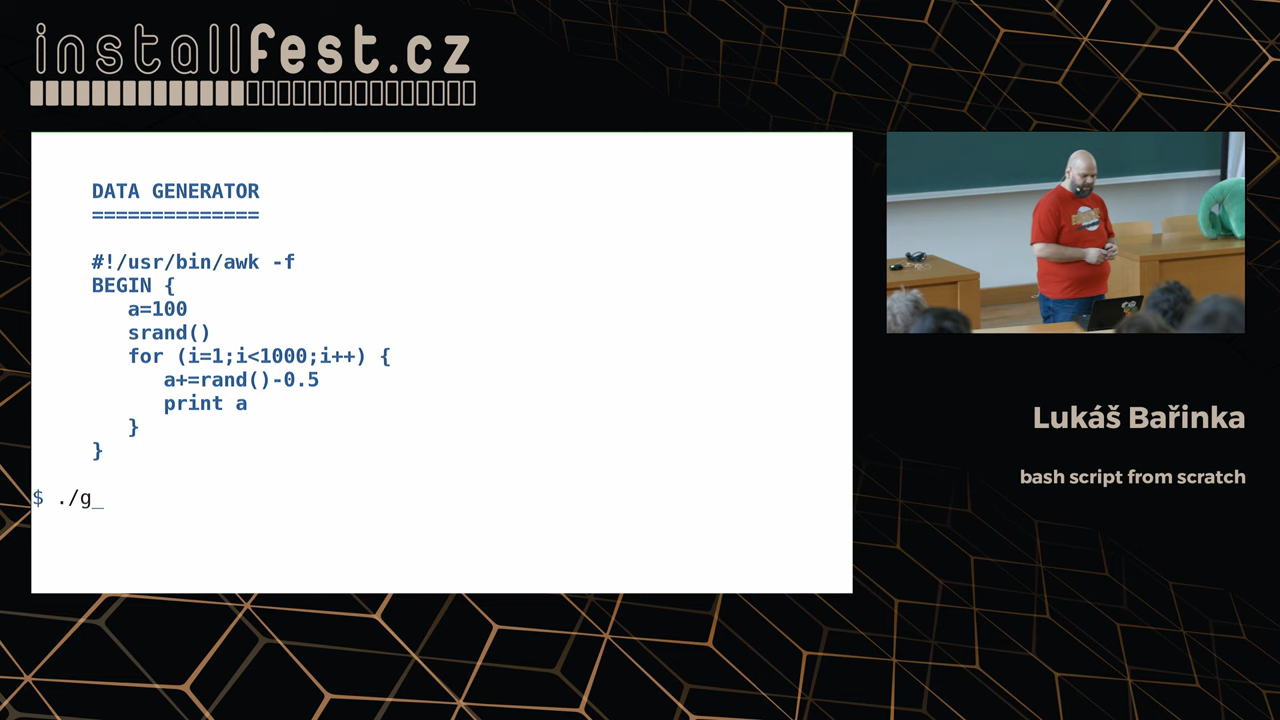 installfest.cz
DATA GENERATOR
==============
#!/usr/bin/awk -f
BEGIN {
   a=100
   srand()
   for (i=1;i<1000;i++) {
      a+=rand()-0.5
      print a
   }
}
$ ./g_
Lukáš Bařinka
bash script from scratch